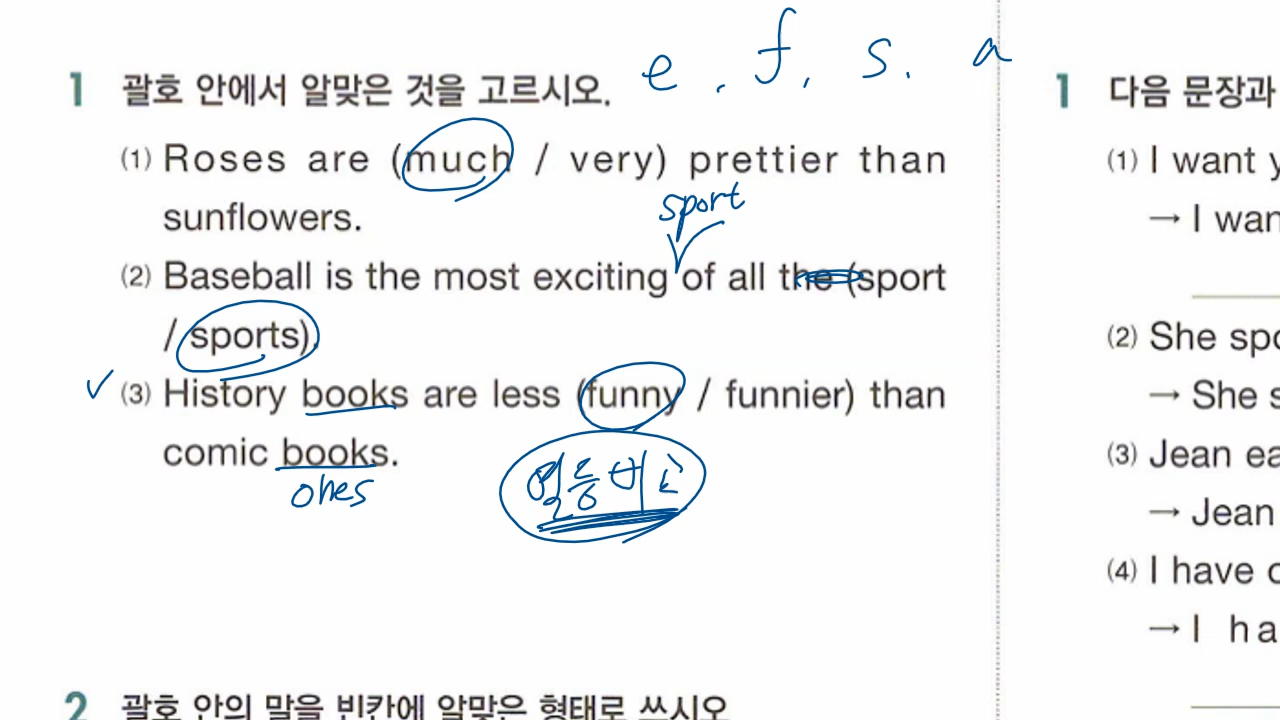 e . f . s . a
1 괄호 안에서 알맞은 것을 고르시오.
(1) Roses are (much / very) prettier than
sunflowers.
sport
(2) Baseball is the most exciting of all the (sport
/ sports).
✓ (3) History books are less (funny / funnier) than
comic books.
ones
열등비교
2 괄호 안의 말을 빈칸에 알맞은 형태로 쓰시오
1 다음 문장과
(1) I want y
→ I wan
(2) She spo
→ She s
(3) Jean ea
→ Jean
(4) I have c
→ I ha